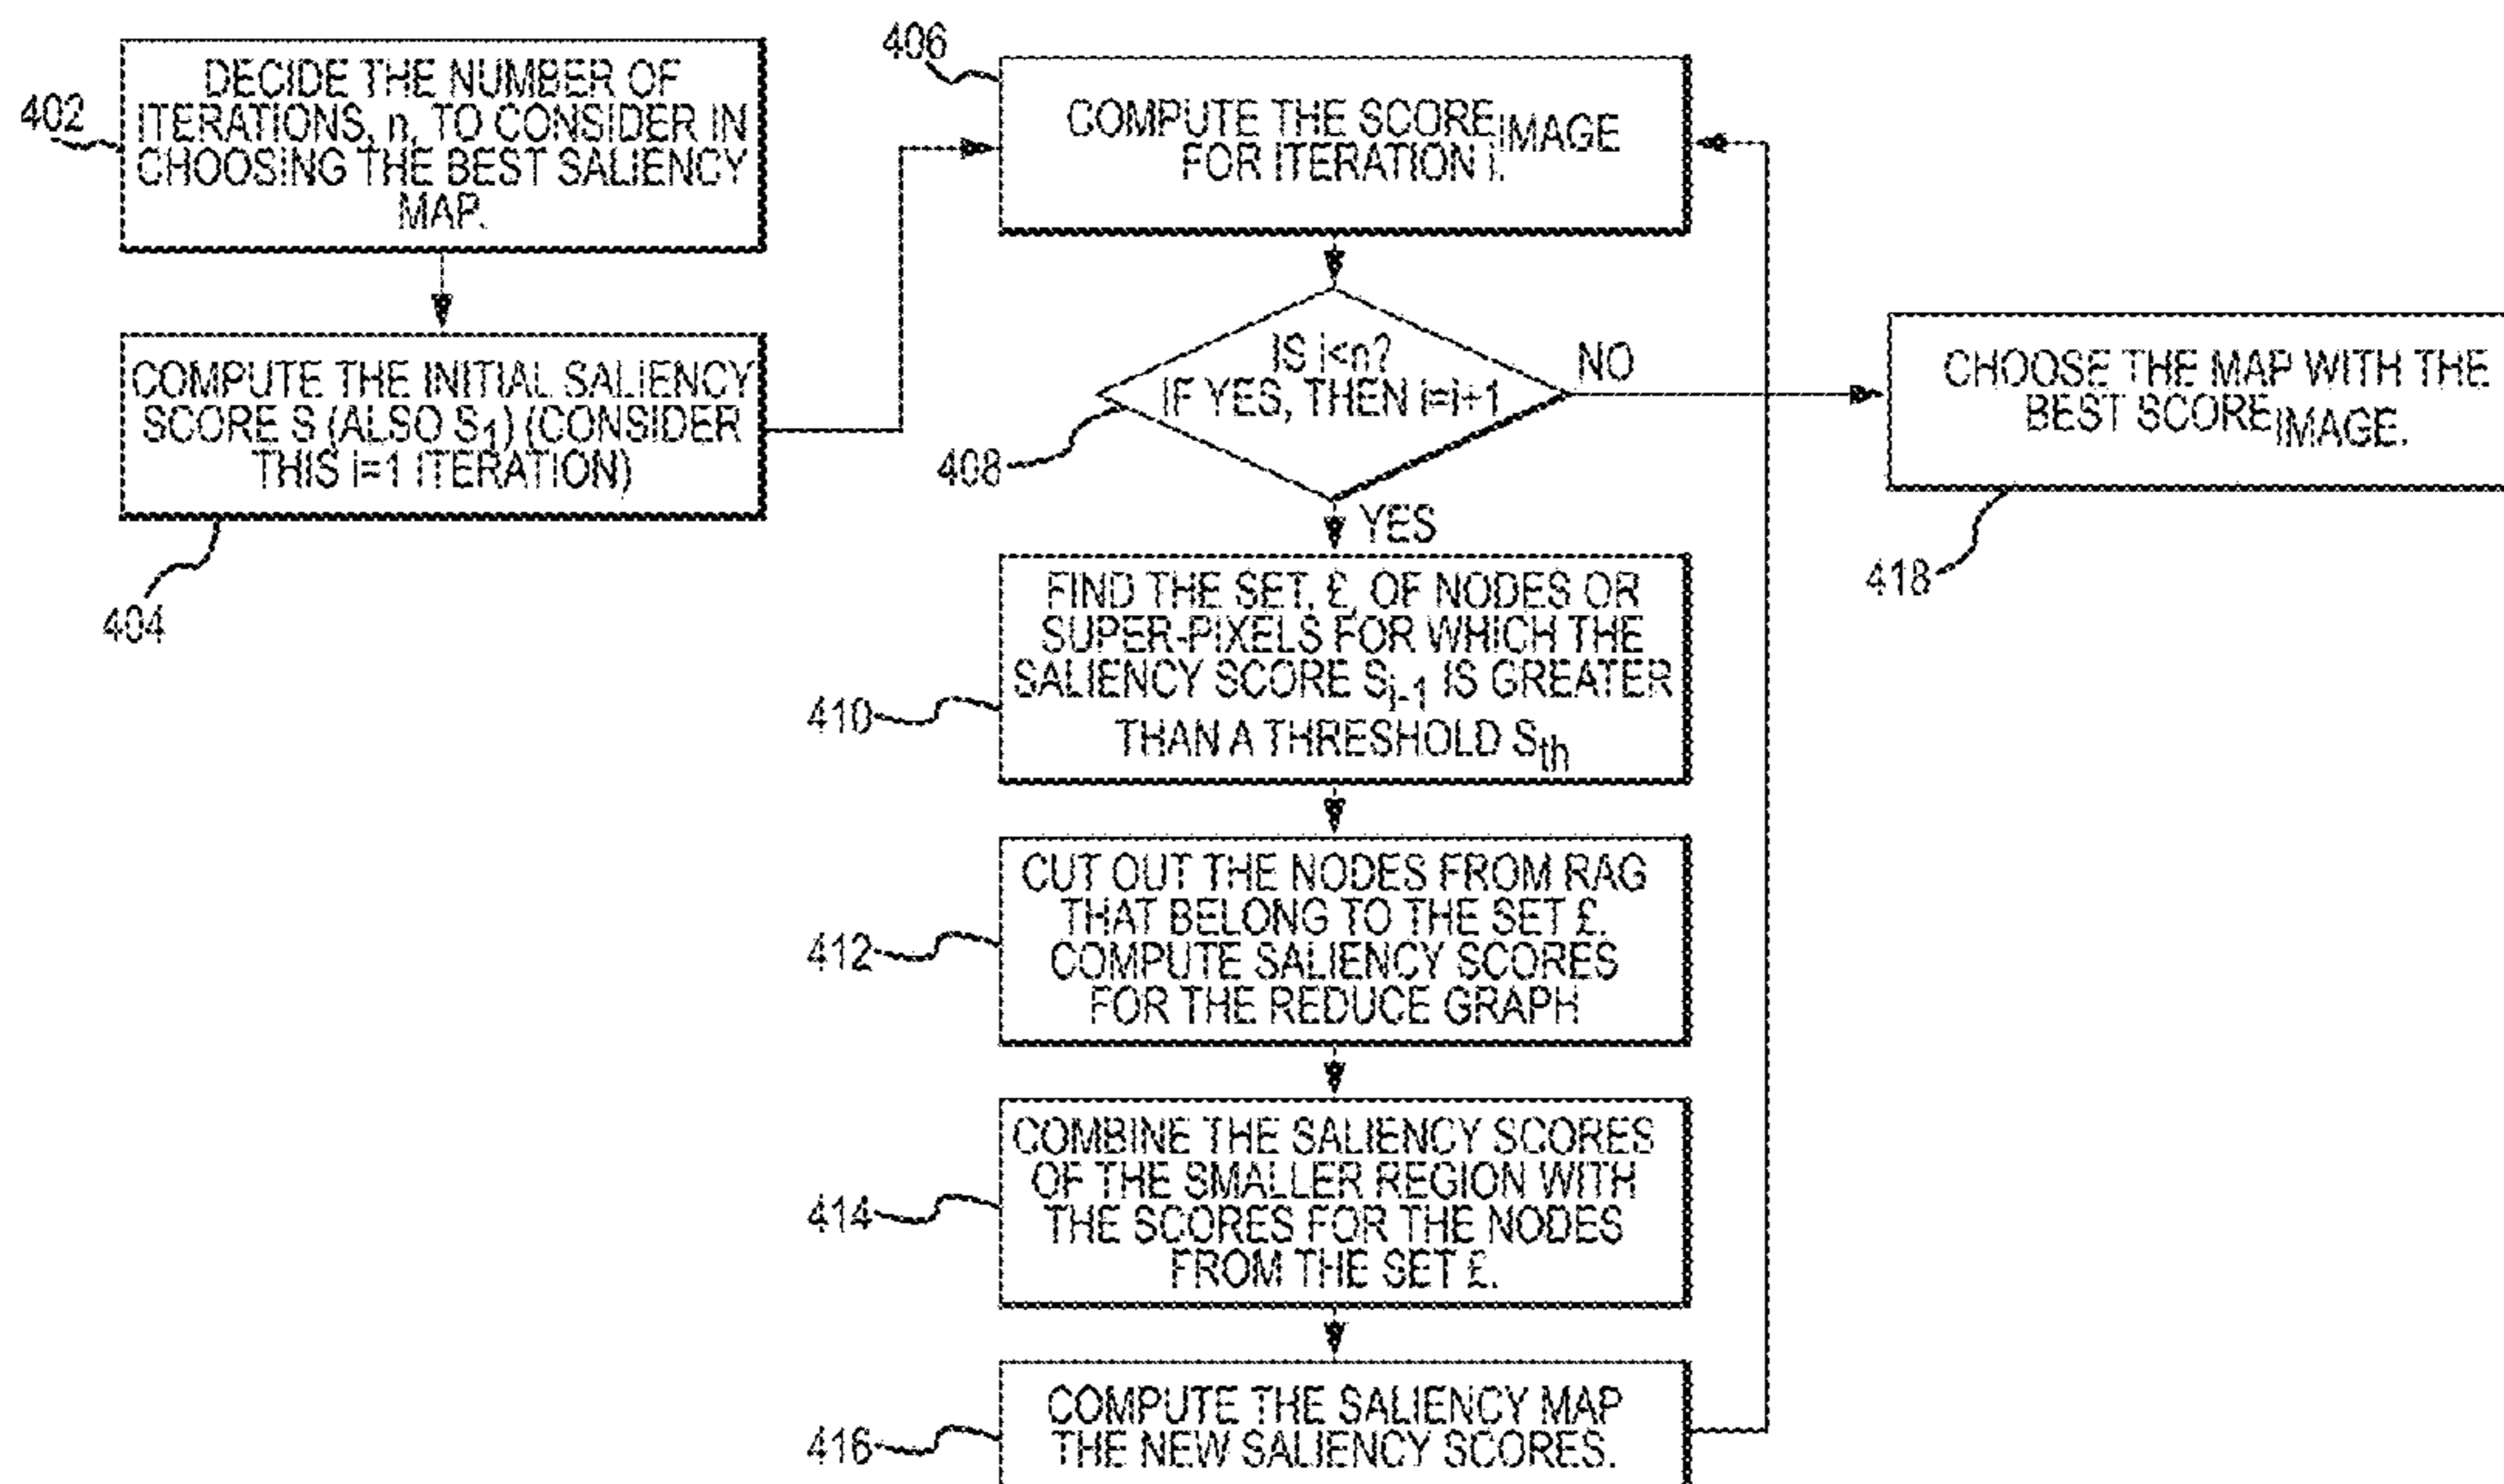 402
DECIDE THE NUMBER OF
ITERATIONS, n, TO CONSIDER IN
CHOOSING THE BEST SALIENCY
MAP.
COMPUTE THE INITIAL SALIENCY
SCORE S (ALSO S1) (CONSIDER
THIS i=1 ITERATION)
404
406
COMPUTE THE SCOREIMAGE
FOR ITERATION i.
IS i<n?
IF YES, THEN i=i+1
408
NO
YES
CHOOSE THE MAP WITH THE
BEST SCOREIMAGE.
418
FIND THE SET, £, OF NODES OR
SUPER-PIXELS FOR WHICH THE
SALIENCY SCORE Si-1 IS GREATER
THAN A THRESHOLD Sth
410
CUT OUT THE NODES FROM RAG
THAT BELONG TO THE SET £.
COMPUTE SALIENCY SCORES
FOR THE REDUCE GRAPH
412
COMBINE THE SALIENCY SCORES
OF THE SMALLER REGION WITH
THE SCORES FOR THE NODES
FROM THE SET £.
414
COMPUTE THE SALIENCY MAP
THE NEW SALIENCY SCORES.
416